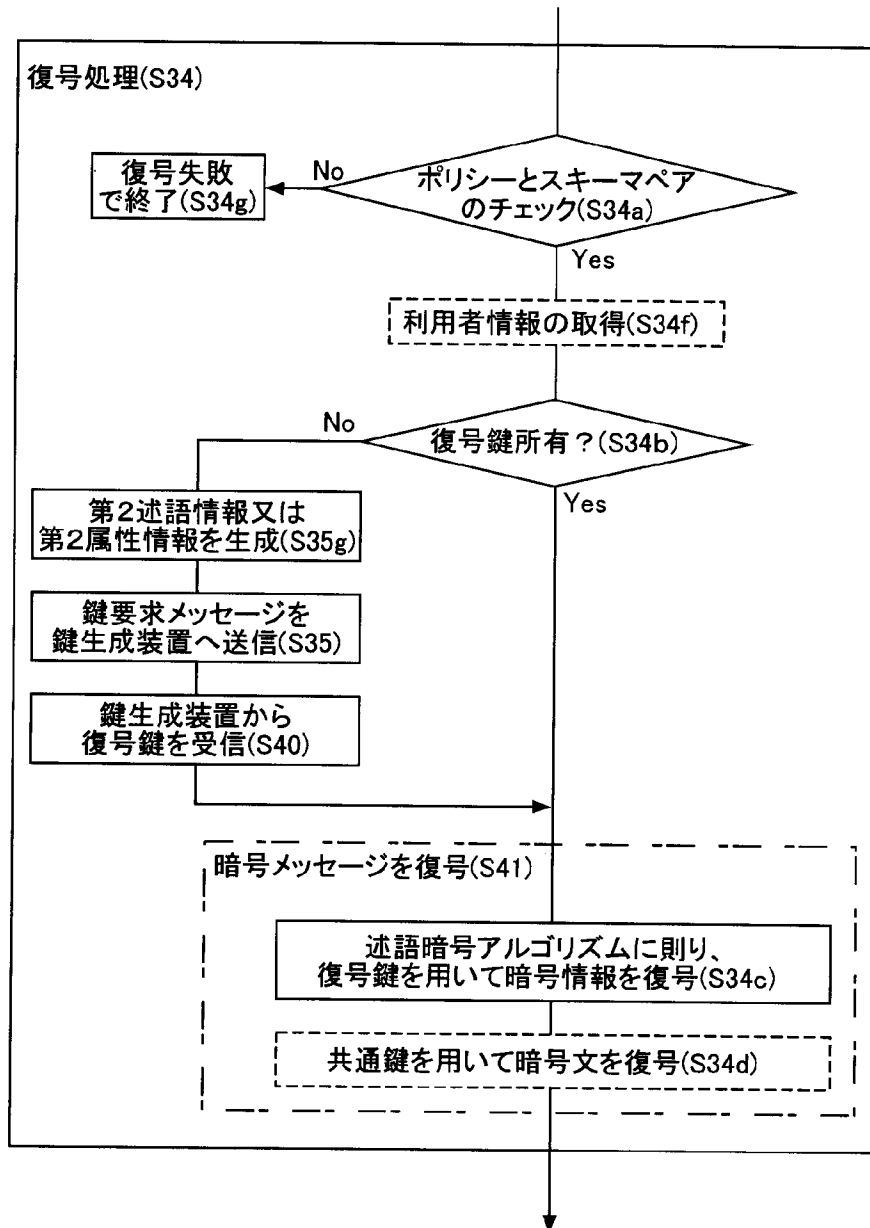 復号処理(S34)
復号失敗
で終了(S34g)
No
ポリシーとスキーマペア
のチェック(S34a)
Yes
利用者情報の取得(S34f)
No
復号鍵所有？(S34b)
Yes
第２述語情報又は
第２属性情報を生成(S35g)
鍵要求メッセージを
鍵生成装置へ送信(S35)
鍵生成装置から
復号鍵を受信(S40)
暗号メッセージを復号(S41)
述語暗号アルゴリズムに則り、
復号鍵を用いて暗号情報を復号(S34c)
共通鍵を用いて暗号文を復号(S34d)